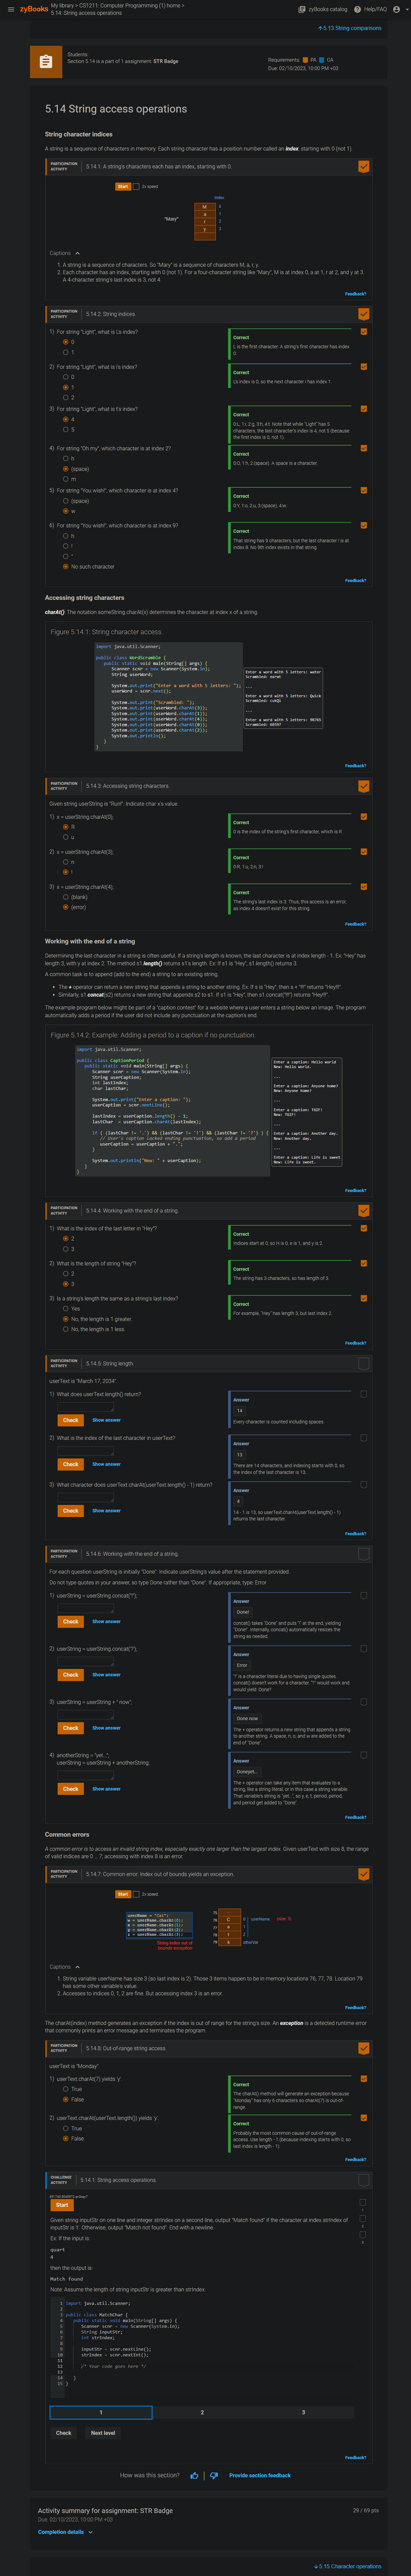 zyBooks
My library > CS1211: Computer Programming (1) home >
5.14: String access operations
zyBooks catalog
Help/FAQ
5.13 String comparisons
Students:
Section 5.14 is a part of 1 assignment: STR Badge
Requirements: PA CA
Due: 02/10/2023, 10:00 PM +03
5.14 String access operations
String character indices
A string is a sequence of characters in memory. Each string character has a position number called an index, starting with 0 (not 1).
PARTICIPATION ACTIVITY
5.14.1: A string's characters each has an index, starting with 0.
Start
2x speed
Index
"Mary"
M 0
a 1
r 2
y 3
Captions
1. A string is a sequence of characters. So "Mary" is a sequence of characters M, a, r, y.
2. Each character has an index, starting with 0 (not 1). For a four-character string like "Mary", M is at index 0, a at 1, r at 2, and y at 3.
A 4-character string's last index is 3, not 4.
Feedback?
PARTICIPATION ACTIVITY
5.14.2: String indices.
1) For string "Light", what is L's index?
0
1
Correct
L is the first character. A string's first character has index
0.
2) For string "Light", what is i's index?
0
1
2
Correct
L's index is 0, so the next character i has index 1.
3) For string "Light", what is t's index?
4
5
Correct
0:L, 1:i, 2:g, 3:h, 4:t. Note that while "Light" has 5
characters, the last character's index is 4, not 5 (because
the first index is 0, not 1).
4) For string "Oh my", which character is at index 2?
h
(space)
m
Correct
0:O, 1:h, 2:(space). A space is a character.
5) For string "You wish!", which character is at index 4?
(space)
w
Correct
0:Y, 1:o, 2:u, 3:(space), 4:w.
6) For string "You wish!", which character is at index 9?
h
!
"
No such character
Correct
That string has 9 characters, but the last character ! is at
index 8. No 9th index exists in that string.
Feedback?
Accessing string characters
charAt(): The notation someString.charAt(x) determines the character at index x of a string.
Figure 5.14.1: String character access.
import java.util.Scanner;
public class WordScramble {
public static void main(String[] args) {
Scanner scnr = new Scanner(System.in);
String userWord;
System.out.print("Enter a word with 5 letters: ");
userWord = scnr.next();
System.out.print("Scrambled: ");
System.out.print(userWord.charAt(3));
System.out.print(userWord.charAt(1));
System.out.print(userWord.charAt(4));
System.out.print(userWord.charAt(0));
System.out.print(userWord.charAt(2));
System.out.println();
}
}
Enter a word with 5 letters: water
Scrambled: earwt
...
Enter a word with 5 letters: Quick
Scrambled: cukQi
...
Enter a word with 5 letters: 98765
Scrambled: 68597
Feedback?
PARTICIPATION ACTIVITY
5.14.3: Accessing string characters.
Given string userString is "Run!". Indicate char x's value.
1) x = userString.charAt(0);
R
u
Correct
0 is the index of the string's first character, which is R.
2) x = userString.charAt(3);
n
!
Correct
0:R, 1:u, 2:n, 3:!
3) x = userString.charAt(4);
(blank)
(error)
Correct
The string's last index is 3. Thus, this access is an error,
as index 4 doesn't exist for this string.
Feedback?
Working with the end of a string
Determining the last character in a string is often useful. If a string's length is known, the last character is at index length - 1. Ex: "Hey" has
length 3, with y at index 2. The method s1.length() returns s1's length. Ex: If s1 is "Hey", s1.length() returns 3.
A common task is to append (add to the end) a string to an existing string.
• The + operator can return a new string that appends a string to another string. Ex: If s is "Hey", then s + "!!!" returns "Hey!!!".
• Similarly, s1.concat(s2) returns a new string that appends s2 to s1. If s1 is "Hey", then s1.concat("!!!") returns "Hey!!!".
The example program below might be part of a "caption contest" for a website where a user enters a string below an image. The program
automatically adds a period if the user did not include any punctuation at the caption's end.
Figure 5.14.2: Example: Adding a period to a caption if no punctuation.
import java.util.Scanner;
public class CaptionPeriod {
public static void main(String[] args) {
Scanner scnr = new Scanner(System.in);
String userCaption;
int lastIndex;
char lastChar;
System.out.print("Enter a caption: ");
userCaption = scnr.nextLine();
lastIndex = userCaption.length() - 1;
lastChar = userCaption.charAt(lastIndex);
if ( (lastChar != '.') && (lastChar != '!') && (lastChar != '?') ) {
// User's caption lacked ending punctuation, so add a period
userCaption = userCaption + ".";
}
System.out.println("New: " + userCaption);
}
}
Enter a caption: Hello world
New: Hello world.
...
Enter a caption: Anyone home?
New: Anyone home?
...
Enter a caption: TGIF!
New: TGIF!
...
Enter a caption: Another day.
New: Another day.
...
Enter a caption: Life is sweet
New: Life is sweet.
Feedback?
PARTICIPATION ACTIVITY
5.14.4: Working with the end of a string.
1) What is the index of the last letter in "Hey"?
2
3
Correct
Indices start at 0, so H is 0, e is 1, and y is 2.
2) What is the length of string "Hey"?
2
3
Correct
The string has 3 characters, so has length of 3.
3) Is a string's length the same as a string's last index?
Yes
No, the length is 1 greater.
No, the length is 1 less.
Correct
For example, "Hey" has length 3, but last index 2.
Feedback?
PARTICIPATION ACTIVITY
5.14.5: String length.
userText is "March 17, 2034".
1) What does userText.length() return?
Check
Show answer
Answer
14
Every character is counted including spaces.
2) What is the index of the last character in userText?
Check
Show answer
Answer
13
There are 14 characters, and indexing starts with 0, so
the index of the last character is 13.
3) What character does userText.charAt(userText.length() - 1) return?
Check
Show answer
Answer
4
14 - 1 is 13, so userText.charAt(userText.length() - 1)
returns the last character.
Feedback?
PARTICIPATION ACTIVITY
5.14.6: Working with the end of a string.
For each question userString is initially "Done". Indicate userString's value after the statement provided.
Do not type quotes in your answer, so type Done rather than "Done". If appropriate, type: Error
1) userString = userString.concat("!");
Check
Show answer
Answer
Done!
concat() takes "Done" and puts "!" at the end, yielding
"Done!". Internally, concat() automatically resizes the
string as needed.
2) userString = userString.concat('!');
Check
Show answer
Answer
Error
'!' is a character literal due to having single quotes.
concat() doesn't work for a character. "!" would work and
would yield: Done!
3) userString = userString + " now";
Check
Show answer
Answer
Done now
The + operator returns a new string that appends a string
to another string. A space, n, o, and w are added to the
end of "Done".
4) anotherString = "yet...";
userString = userString + anotherString;
Check
Show answer
Answer
Doneyet...
The + operation can take any item that evaluates to a
string, like a string literal, or in this case a string variable.
That variable's string is "yet...", so y, e, t, period, period,
and period get added to "Done".
Feedback?
Common errors
A common error is to access an invalid string index, especially exactly one larger than the largest index. Given userText with size 8, the range
of valid indices are 0 ... 7; accessing with index 8 is an error.
PARTICIPATION ACTIVITY
5.14.7: Common error: Index out of bounds yields an exception.
Start
2x speed
userName = "Cat";
w = userName.charAt(0);
x = userName.charAt(1);
y = userName.charAt(2);
z = userName.charAt(3);
String index out of
bounds exception
75
76 C 0 userName
77 a 1
78 t 2
79 5 otherVar
Captions
1. String variable userName has size 3 (so last index is 2). Those 3 items happen to be in memory locations 76, 77, 78. Location 79
has some other variable's value.
2. Accesses to indices 0, 1, 2 are fine. But accessing index 3 is an error.
Feedback?
The charAt(index) method generates an exception if the index is out of range for the string's size. An exception is a detected runtime error
that commonly prints an error message and terminates the program.
PARTICIPATION ACTIVITY
5.14.8: Out-of-range string access.
userText is "Monday".
1) userText.charAt(7) yields 'y'.
True
False
Correct
The charAt() method will generate an exception because
"Monday" has only 6 characters so charAt(7) is out-of-
range.
2) userText.charAt(userText.length()) yields 'y'.
True
False
Correct
Probably the most common cause of out-of-range
access. Use length - 1 (because indexing starts with 0, so
last index is length -1).
Feedback?
CHALLENGE ACTIVITY
5.14.1: String access operations.
Start
Given string inputStr on one line and integer strIndex on a second line, output "Match found" if the character at index strIndex of
inputStr is 't'. Otherwise, output "Match not found". End with a newline.
Ex: If the input is:
quart
4
then the output is:
Match found
Note: Assume the length of string inputStr is greater than strIndex.
1 import java.util.Scanner;
2
3 public class MatchChar {
4 public static void main(String[] args) {
5 Scanner scnr = new Scanner(System.in);
6 String inputStr;
7 int strIndex;
8
9 inputStr = scnr.nextLine();
10 strIndex = scnr.nextInt();
11
12 /* Your code goes here */
13
14 }
15 }
1
2
3
Check
Next level
Feedback?
How was this section?
Provide section feedback
Activity summary for assignment: STR Badge
29 / 69 pts
Due: 02/10/2023, 10:00 PM +03
Completion details
5.15 Character operations